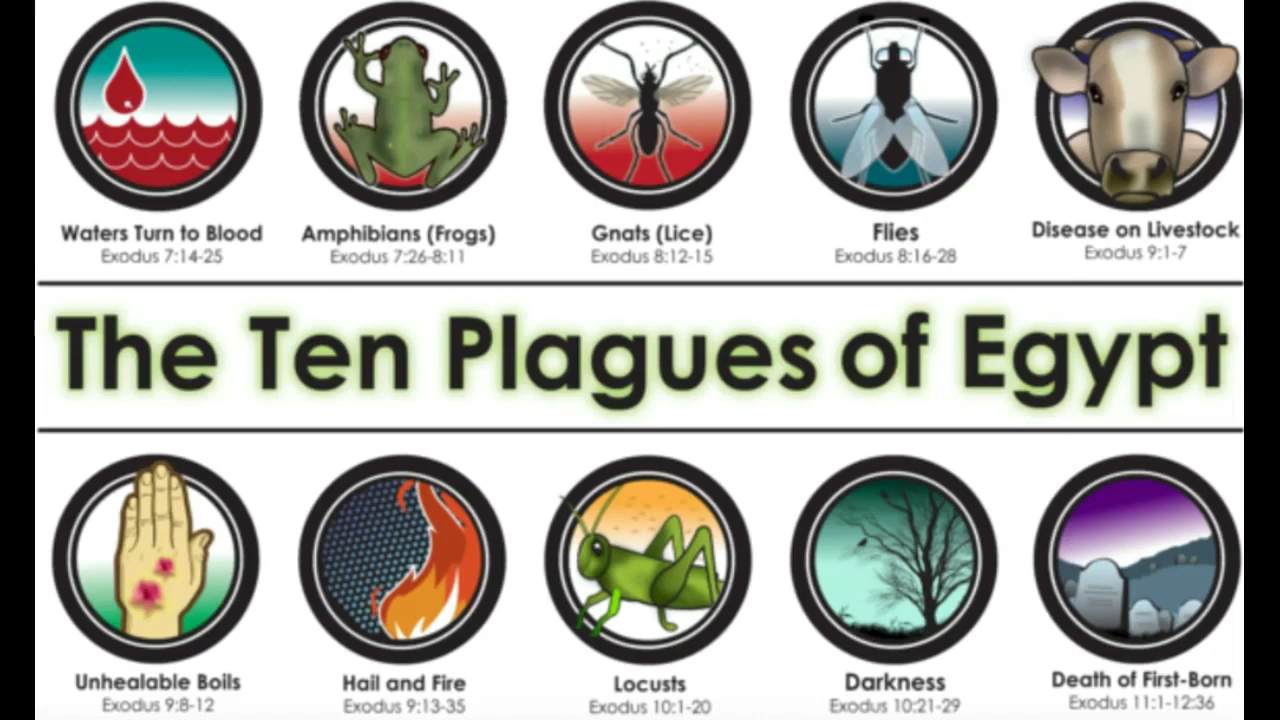 Waters Turn to Blood
Exodus 7:14-25
Amphibians (Frogs)
Exodus 7:26-8:11
Gnats (Lice)
Exodus 8:12-15
Flies
Exodus 8:16-28
Disease on Livestock
Exodus 9:1-7
The Ten Plagues of Egypt
Unhealable Boils
Exodus 9:8-12
Hail and Fire
Exodus 9:13-35
Locusts
Exodus 10:1-20
Darkness
Exodus 10:21-29
Death of First-Born
Exodus 11:1-12:36